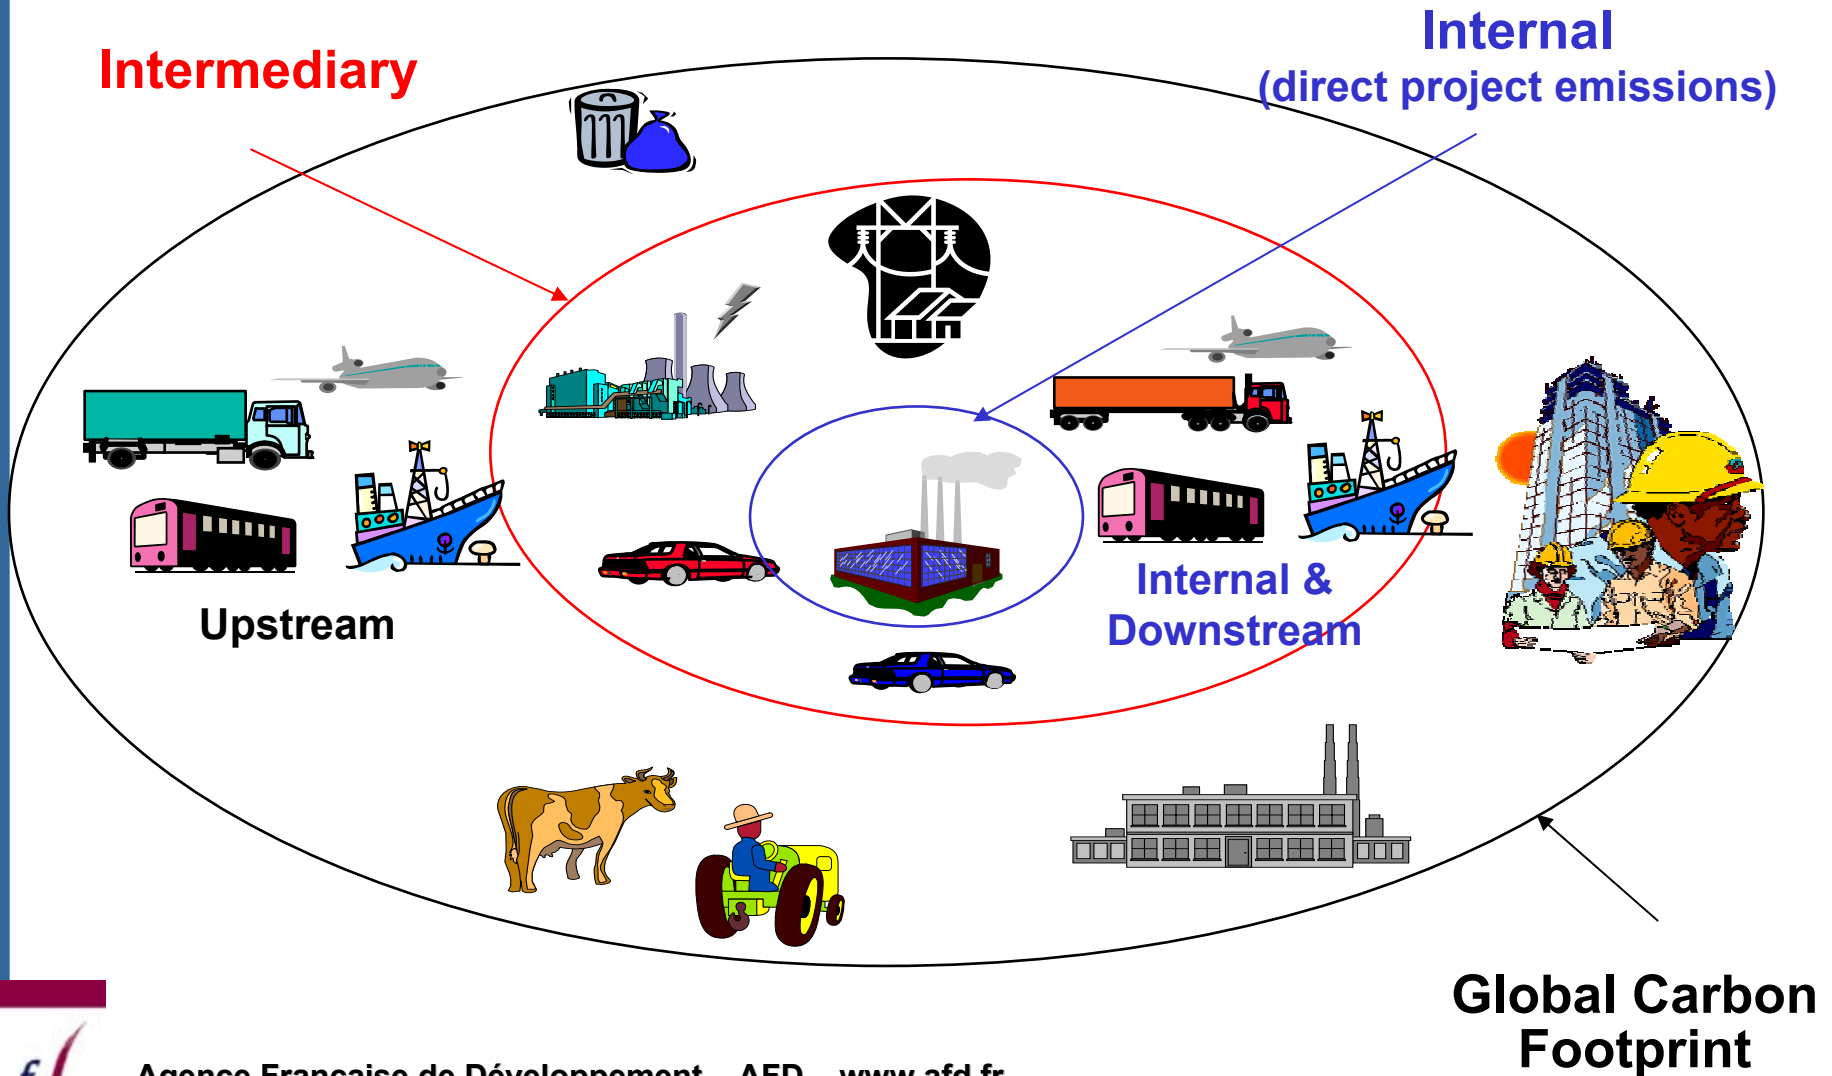 Internal
(direct project emissions)
Intermediary
Internal &
Downstream
Upstream
Global Carbon
Footprint
Agence Française de Développement - AFD - www.afd.fr